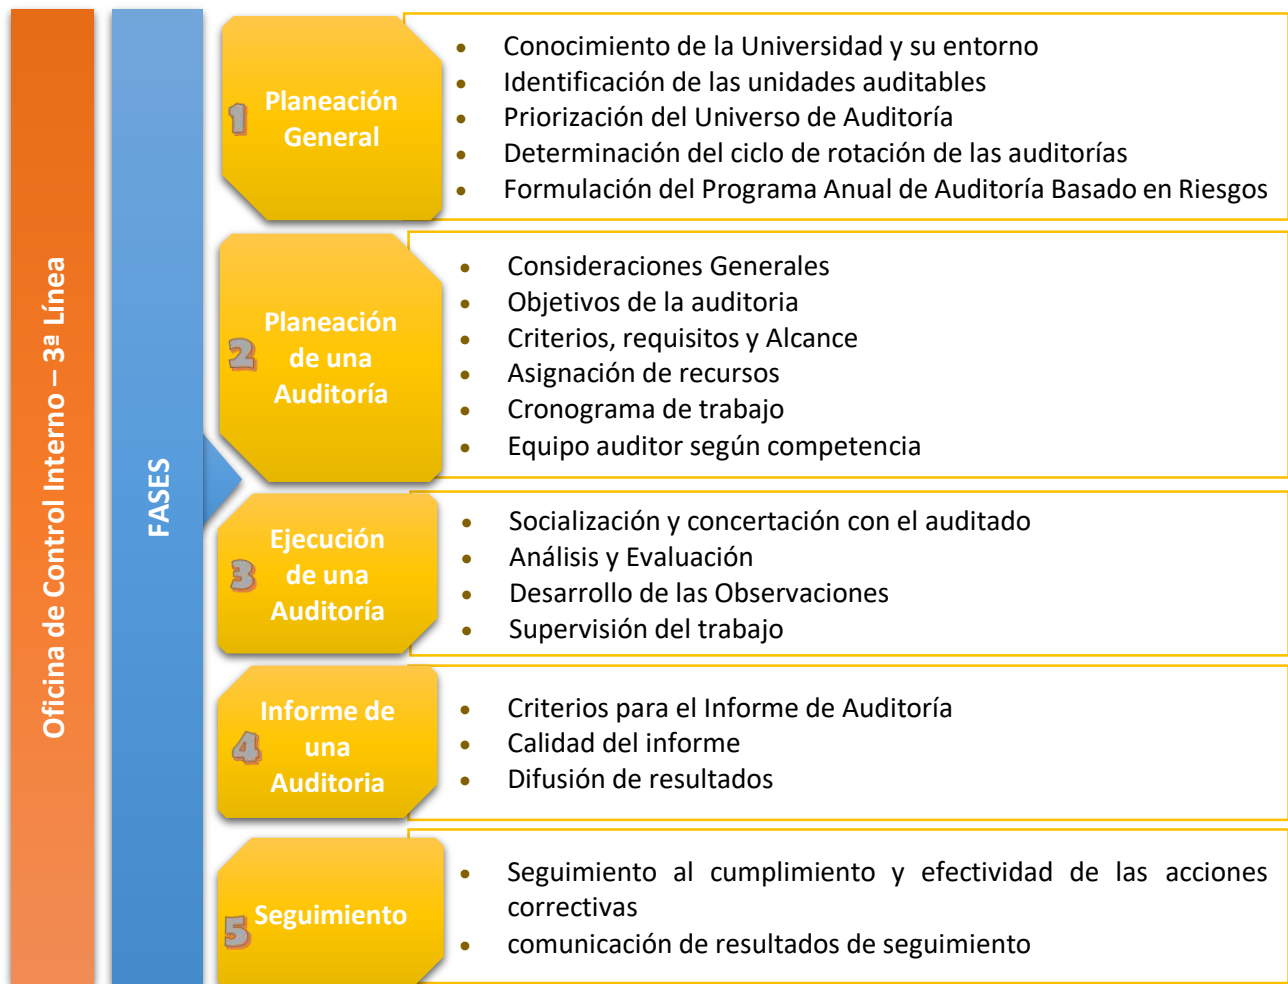 Oficina de Control Interno – 3ª Línea
FASES
1
Planeación
General
• Conocimiento de la Universidad y su entorno
• Identificación de las unidades auditables
• Priorización del Universo de Auditoría
• Determinación del ciclo de rotación de las auditorías
• Formulación del Programa Anual de Auditoría Basado en Riesgos
2
Planeación
de una
Auditoría
• Consideraciones Generales
• Objetivos de la auditoria
• Criterios, requisitos y Alcance
• Asignación de recursos
• Cronograma de trabajo
• Equipo auditor según competencia
3
Ejecución
de una
Auditoría
• Socialización y concertación con el auditado
• Análisis y Evaluación
• Desarrollo de las Observaciones
• Supervisión del trabajo
4
Informe de
una
Auditoria
• Criterios para el Informe de Auditoría
• Calidad del informe
• Difusión de resultados
5
Seguimiento
• Seguimiento al cumplimiento y efectividad de las acciones
correctivas
• comunicación de resultados de seguimiento